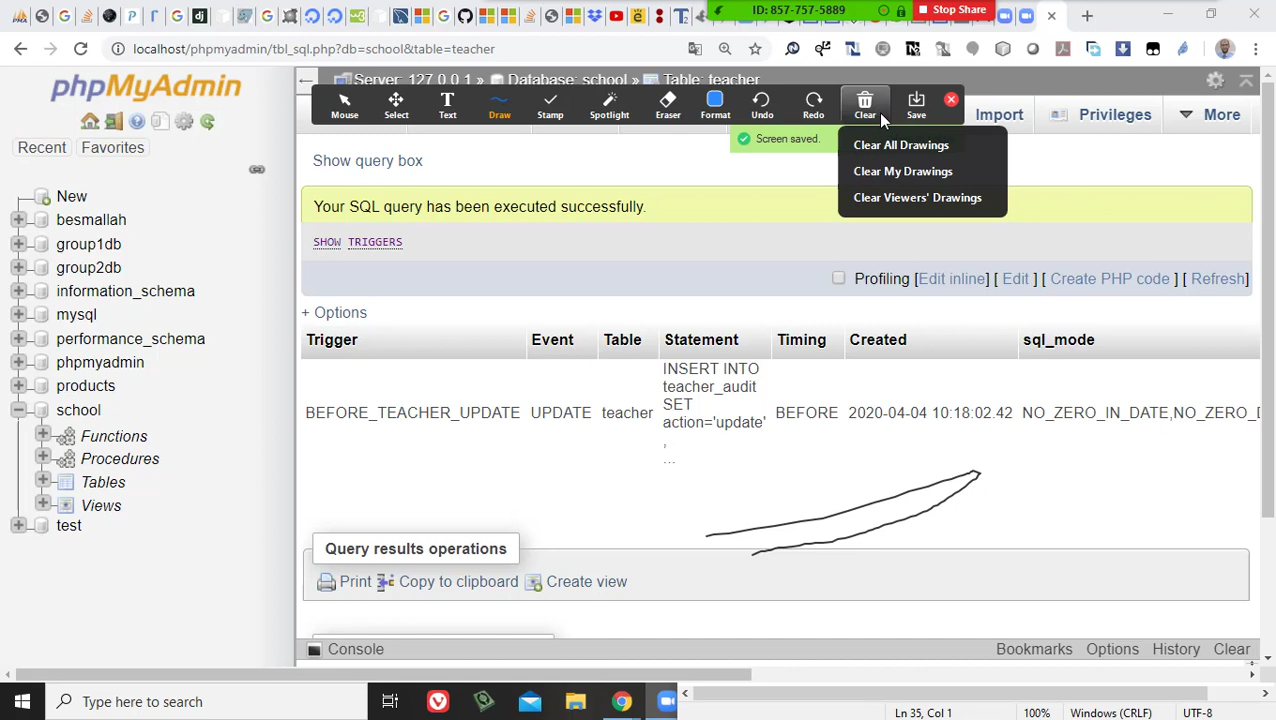 ID: 857-757-5889
Stop Share
localhost/phpmyadmin/tbl_sql.php?db=school&table=teacher
phpMyAdmin
Recent
Favorites
New
besmallah
group1db
group2db
information_schema
mysql
performance_schema
phpmyadmin
products
school
Functions
Procedures
Tables
Views
test
Server: 127.0.0.1 » Database: school » Table: teacher
Mouse
Select
Text
Draw
Stamp
Spotlight
Eraser
Format
Undo
Redo
Clear
Save
Import
Privileges
More
Screen saved.
Clear All Drawings
Clear My Drawings
Clear Viewers' Drawings
Show query box
Your SQL query has been executed successfully.
SHOW TRIGGERS
Profiling [Edit inline] [ Edit ] [ Create PHP code ] [ Refresh]
+ Options
Trigger Event Table Statement Timing Created sql_mode
INSERT INTO
teacher_audit
SET
BEFORE_TEACHER_UPDATE UPDATE teacher BEFORE 2020-04-04 10:18:02.42 NO_ZERO_IN_DATE,NO_ZERO_D
action='update'
,
...
Query results operations
Print Copy to clipboard Create view
Console
Bookmarks Options History Clear
Type here to search
Ln 35, Col 1 100% Windows (CRLF) UTF-8